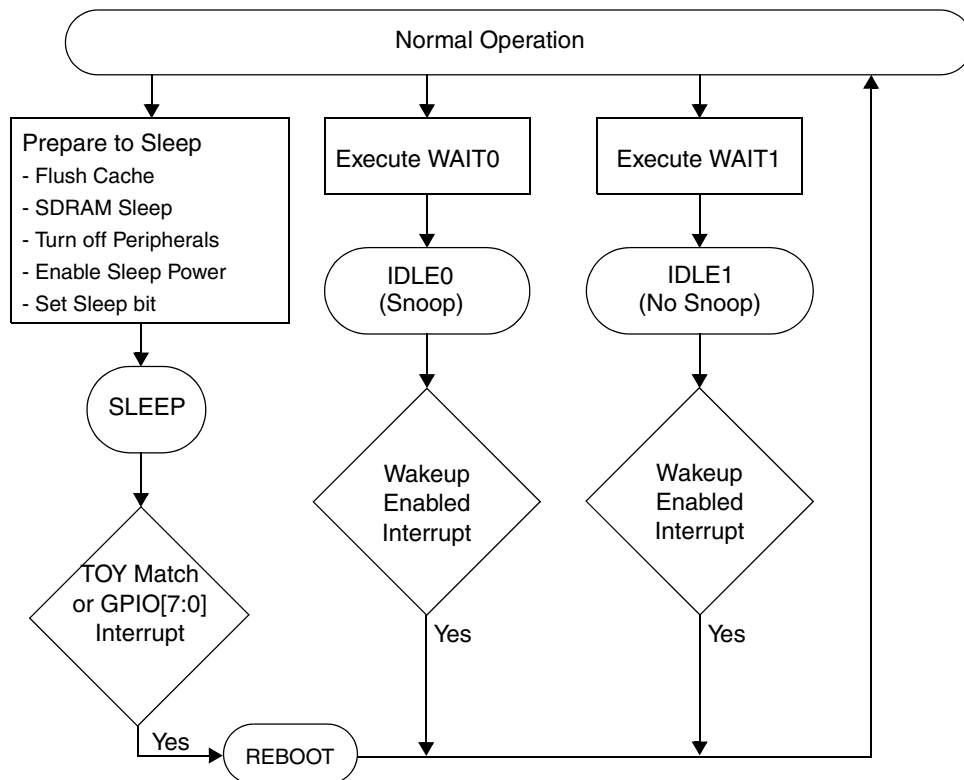 Normal Operation
Prepare to Sleep
- Flush Cache
- SDRAM Sleep
- Turn off Peripherals
- Enable Sleep Power
- Set Sleep bit
SLEEP
TOY Match
or GPIO[7:0]
Interrupt
Yes
REBOOT
Execute WAIT0
IDLE0
(Snoop)
Wakeup
Enabled
Interrupt
Yes
Execute WAIT1
IDLE1
(No Snoop)
Wakeup
Enabled
Interrupt
Yes